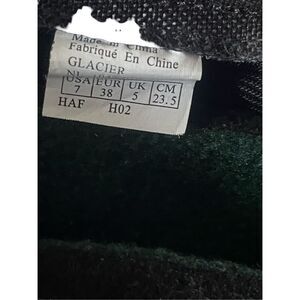 Made in China
Fabriqué En Chine
GLACIER
USA EUR UK CM
7 38 5 23.5
HAF H02